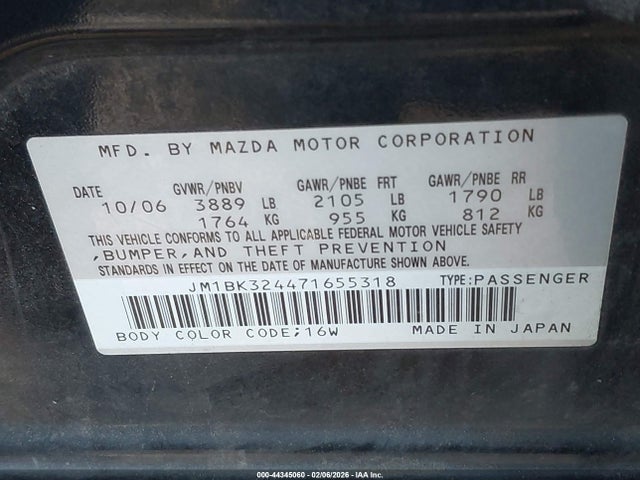 MFD. BY MAZDA MOTOR CORPORATION
DATE GVWR/PNBV GAWR/PNBE FRT GAWR/PNBE RR
10/06 3889 LB 2105 LB 1790 LB
1764 KG 955 KG 812 KG
THIS VEHICLE CONFORMS TO ALL APPLICABLE FEDERAL MOTOR VEHICLE SAFETY
,BUMPER,AND THEFT PREVENTION
STANDARDS IN EFFECT ON THE DATE OF MANUFACTURE SHOWN ABOVE.
JM1BK324471655318 TYPE:PASSENGER
BODY COLOR CODE;16W MADE IN JAPAN
000-44345060 - 02/06/2026 - IAA Inc.